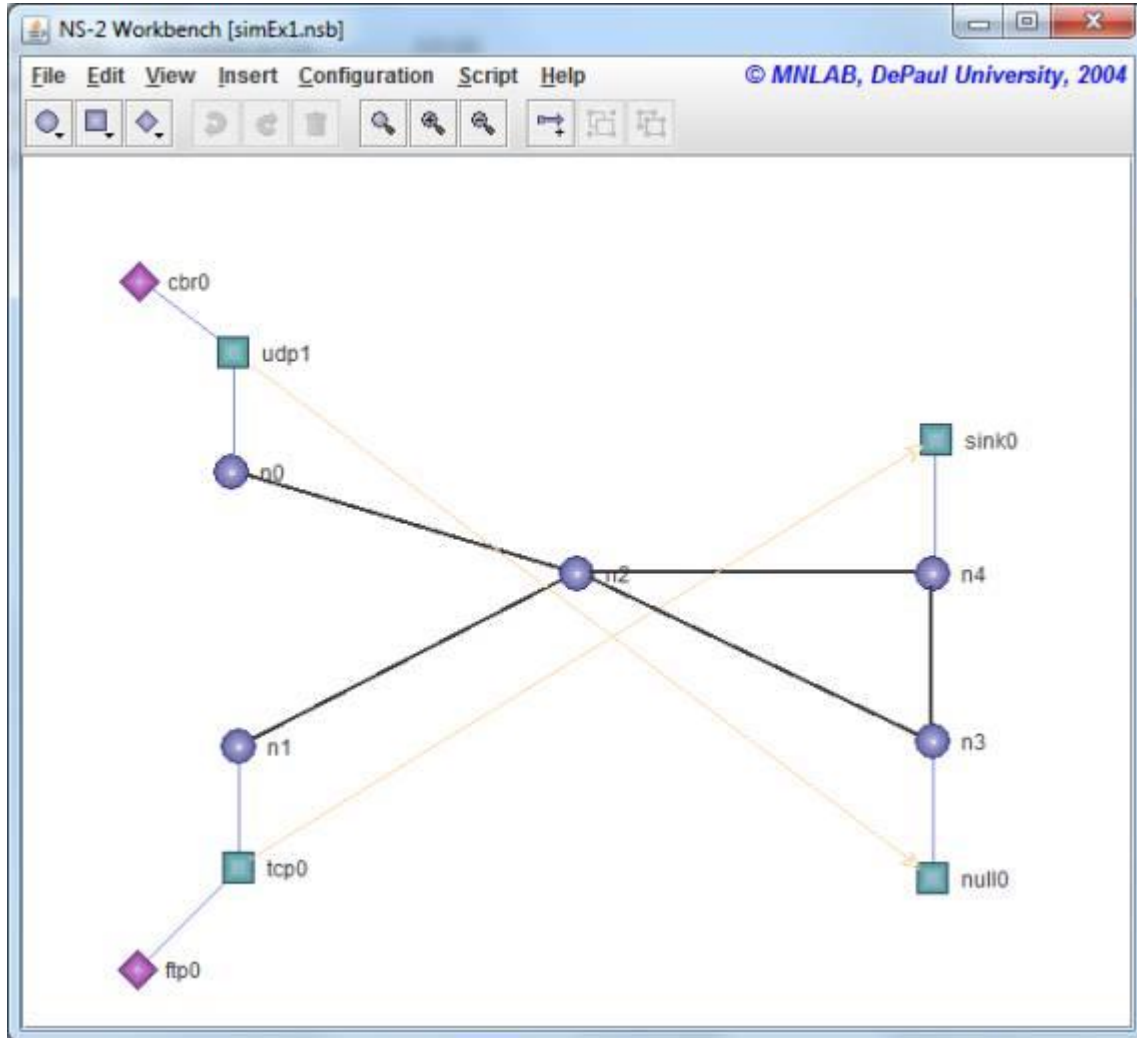 NS-2 Workbench [simEx1.nsb]
File Edit View Insert Configuration Script Help © MNLAB, DePaul University, 2004
cbr0
udp1
n0
sink0
n2
n4
n1
n3
tcp0
null0
ftp0